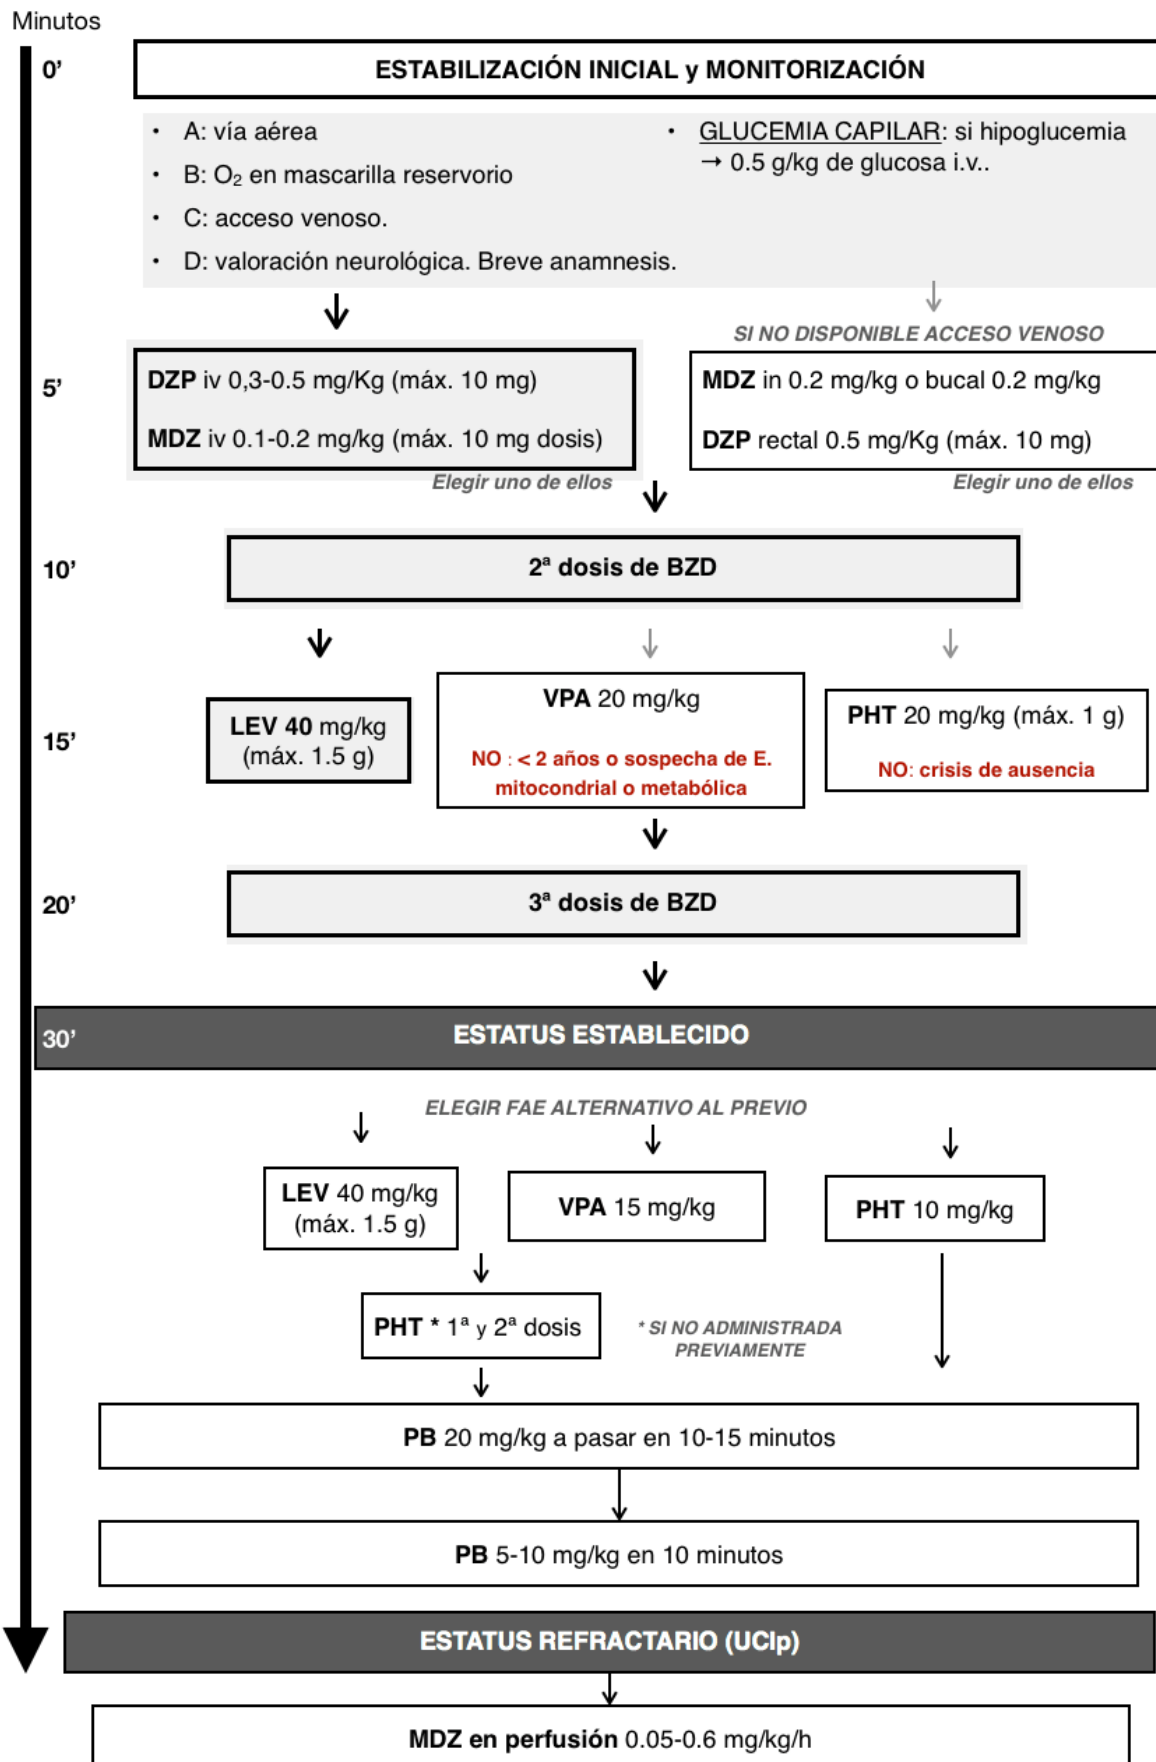 Minutos
0’
ESTABILIZACIÓN INICIAL y MONITORIZACIÓN
• A: vía aérea
• B: O₂ en mascarilla reservorio
• C: acceso venoso.
• D: valoración neurológica. Breve anamnesis.
• GLUCEMIA CAPILAR: si hipoglucemia
→ 0.5 g/kg de glucosa i.v..
SI NO DISPONIBLE ACCESO VENOSO
5’
DZP iv 0,3-0.5 mg/Kg (máx. 10 mg)
MDZ iv 0.1-0.2 mg/kg (máx. 10 mg dosis)
Elegir uno de ellos
MDZ in 0.2 mg/kg o bucal 0.2 mg/kg
DZP rectal 0.5 mg/Kg (máx. 10 mg)
Elegir uno de ellos
10’
2ª dosis de BZD
15’
LEV 40 mg/kg
(máx. 1.5 g)
VPA 20 mg/kg
NO : < 2 años o sospecha de E.
mitocondrial o metabólica
PHT 20 mg/kg (máx. 1 g)
NO: crisis de ausencia
20’
3ª dosis de BZD
30’
ESTATUS ESTABLECIDO
ELEGIR FAE ALTERNATIVO AL PREVIO
LEV 40 mg/kg
(máx. 1.5 g)
VPA 15 mg/kg
PHT 10 mg/kg
PHT * 1ª y 2ª dosis
* SI NO ADMINISTRADA
PREVIAMENTE
PB 20 mg/kg a pasar en 10-15 minutos
PB 5-10 mg/kg en 10 minutos
ESTATUS REFRACTARIO (UCIp)
MDZ en perfusión 0.05-0.6 mg/kg/h